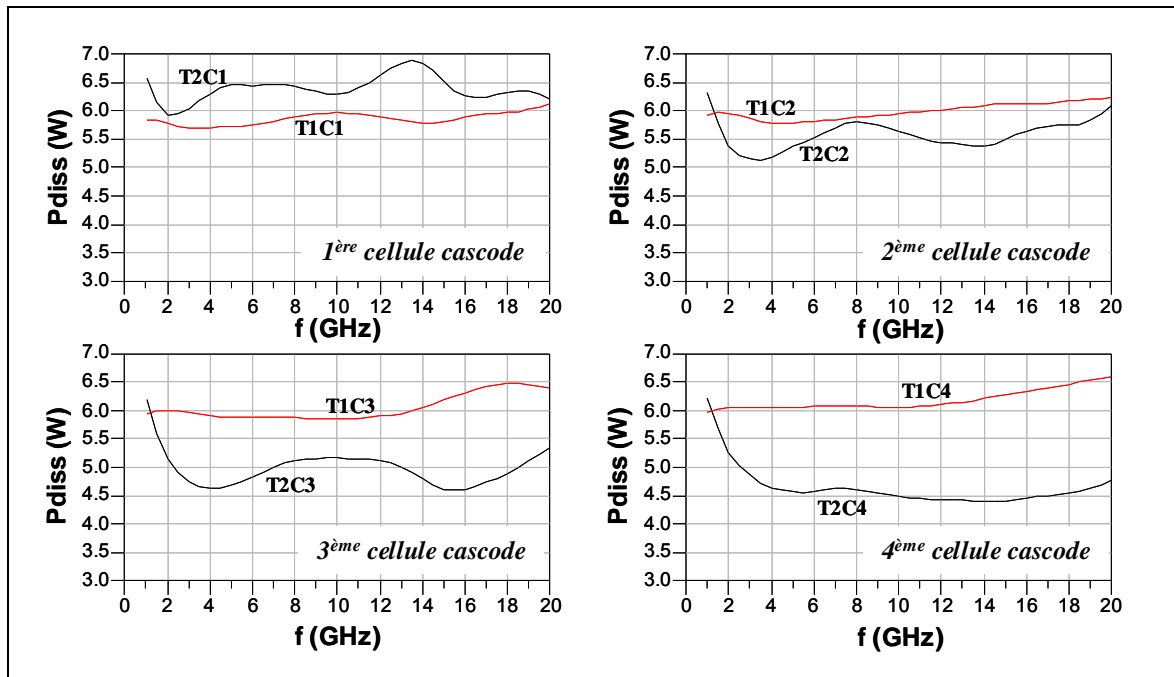 7.0
6.5
6.0
5.5
5.0
4.5
4.0
3.5
3.0
Pdiss (W)
T2C1
T1C1
1ère cellule cascode
0 2 4 6 8 10 12 14 16 18 20
f (GHz)
7.0
6.5
6.0
5.5
5.0
4.5
4.0
3.5
3.0
Pdiss (W)
T1C2
T2C2
2ème cellule cascode
0 2 4 6 8 10 12 14 16 18 20
f (GHz)
7.0
6.5
6.0
5.5
5.0
4.5
4.0
3.5
3.0
Pdiss (W)
T1C3
T2C3
3ème cellule cascode
0 2 4 6 8 10 12 14 16 18 20
f (GHz)
7.0
6.5
6.0
5.5
5.0
4.5
4.0
3.5
3.0
Pdiss (W)
T1C4
T2C4
4ème cellule cascode
0 2 4 6 8 10 12 14 16 18 20
f (GHz)